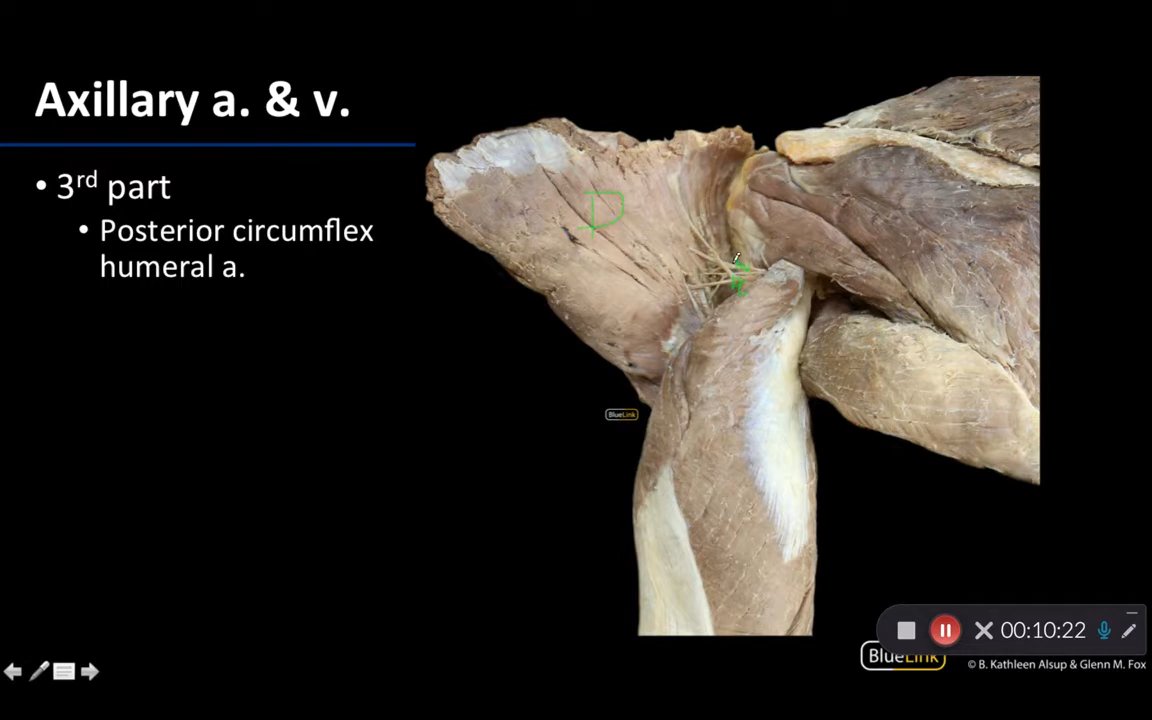 Axillary a. & v.
• 3rd part
• Posterior circumflex
humeral a.
D
BlueLink
00:10:22
BlueLink
© B. Kathleen Alsup & Glenn M. Fox